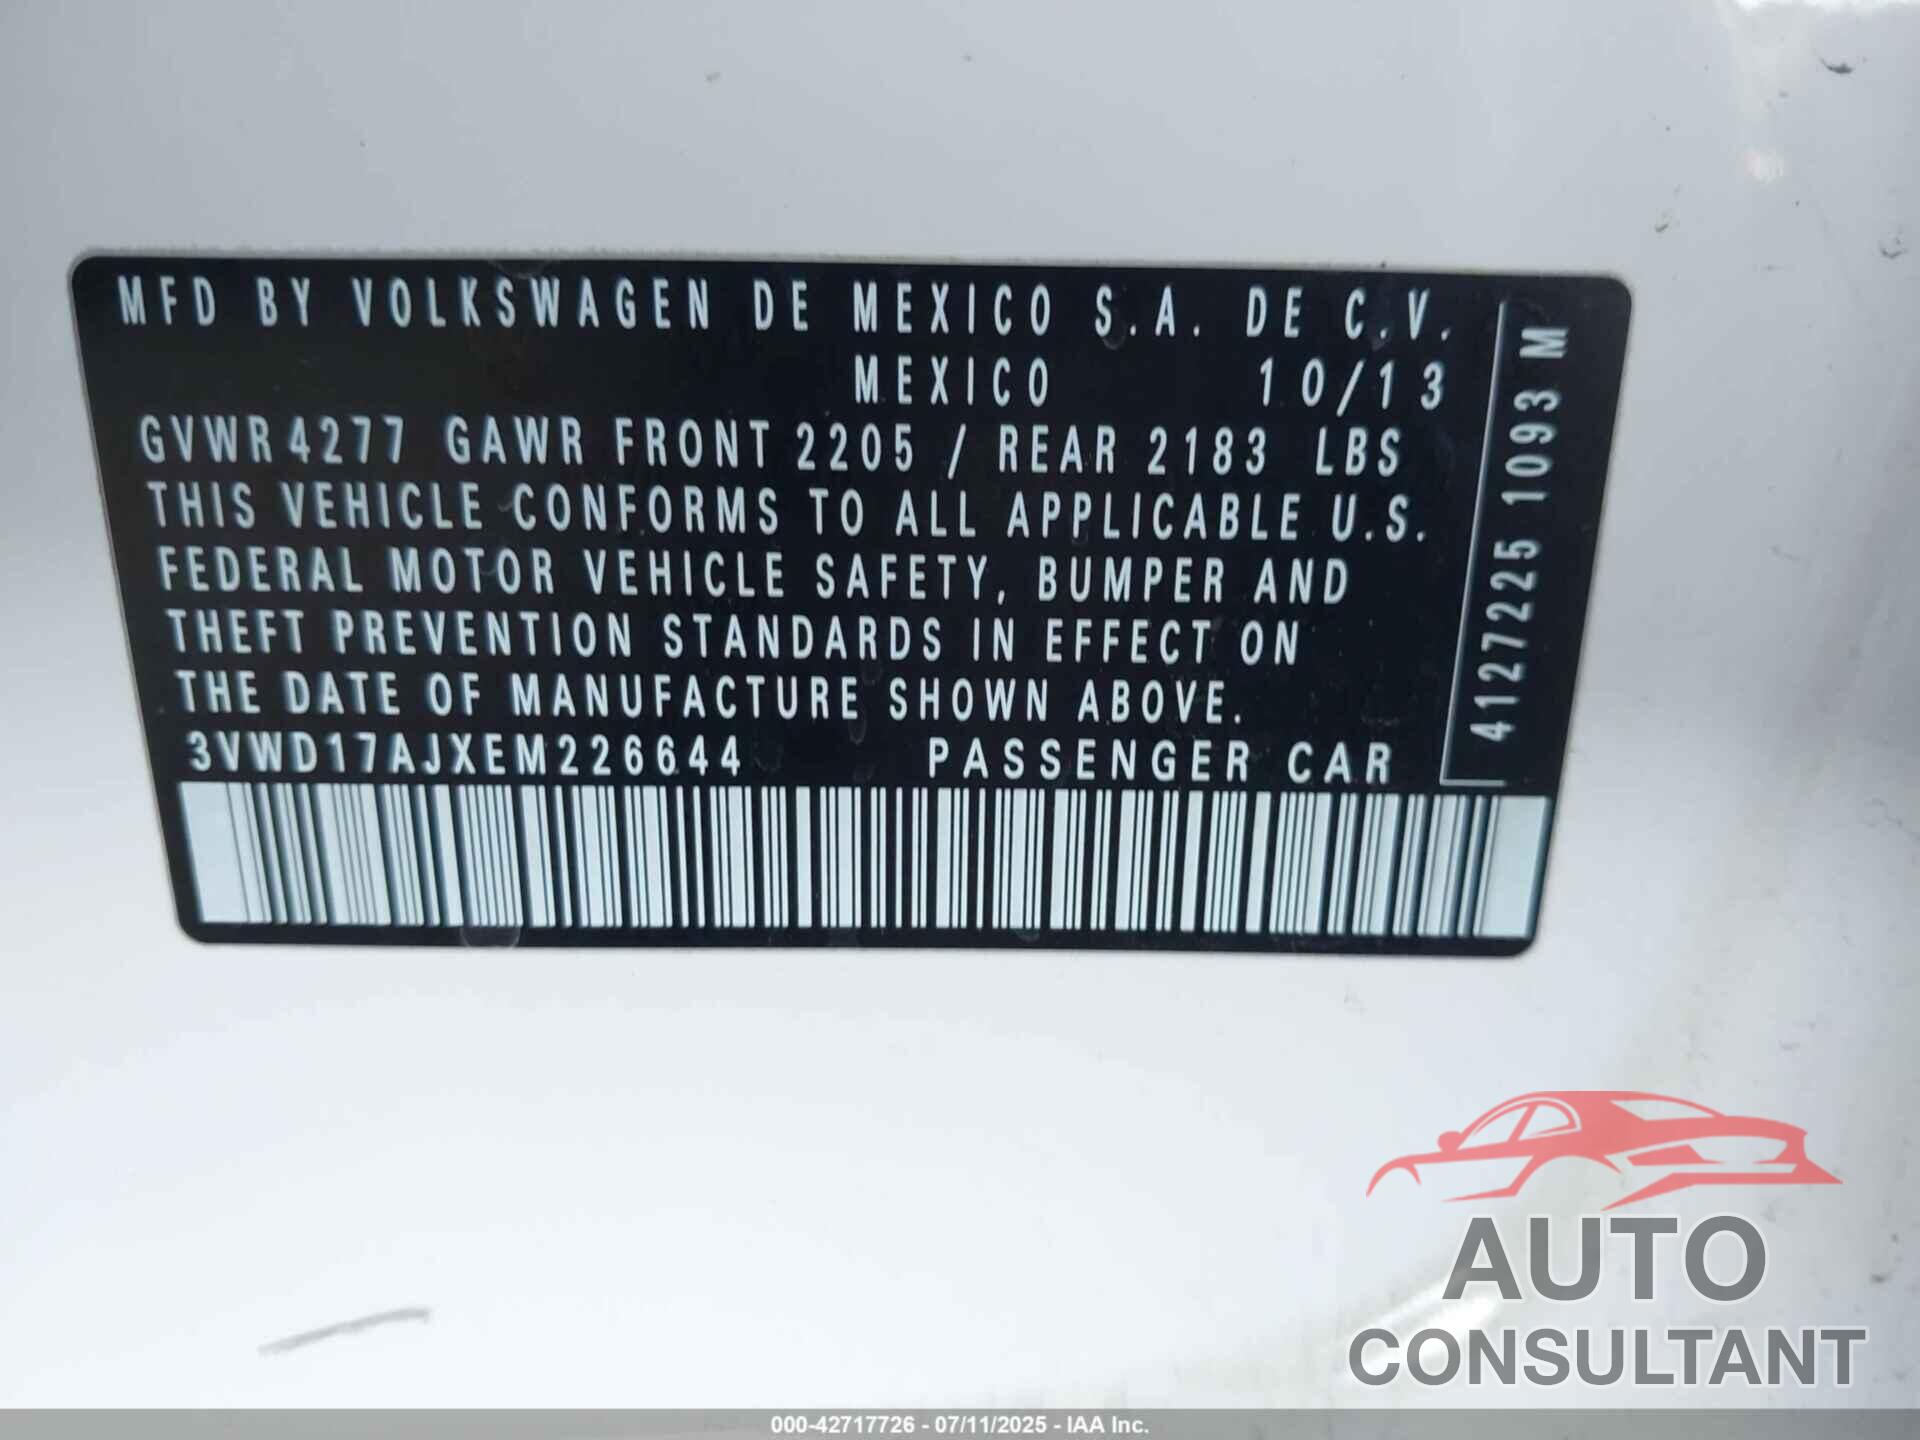 MFD BY VOLKSWAGEN DE MEXICO S.A. DE C.V.
MEXICO 10/13
GVWR 4277 GAWR FRONT 2205 / REAR 2183 LBS
THIS VEHICLE CONFORMS TO ALL APPLICABLE U.S.
FEDERAL MOTOR VEHICLE SAFETY, BUMPER AND
THEFT PREVENTION STANDARDS IN EFFECT ON
THE DATE OF MANUFACTURE SHOWN ABOVE.
3VWD17AJXEM226644 PASSENGER CAR
4127225 1093 M
AUTO
CONSULTANT
000-42717726 - 07/11/2025 - IAA Inc.